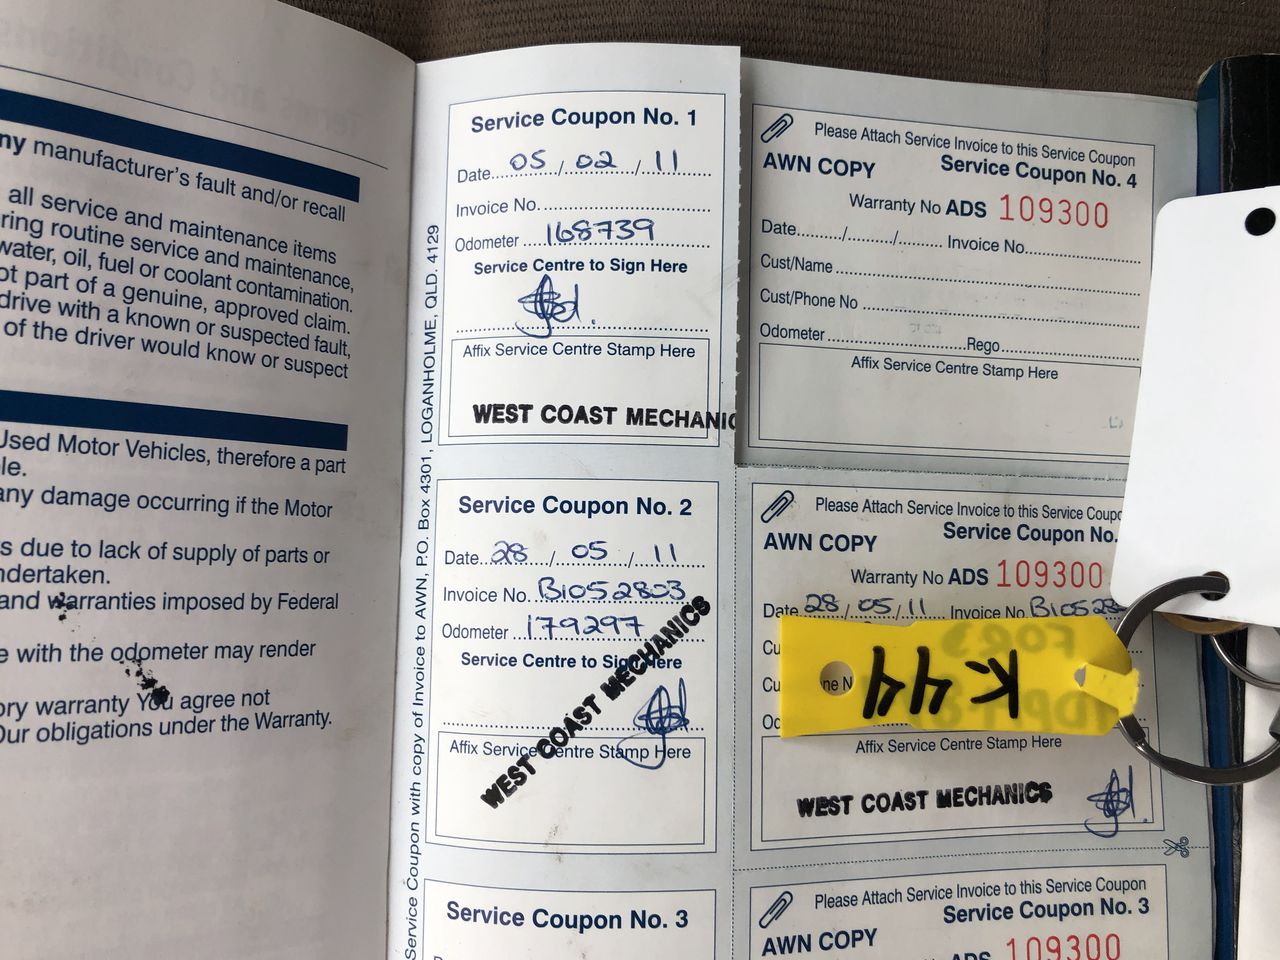 ny manufacturer's fault and/or recall
all service and maintenance items
ring routine service and maintenance,
water, oil, fuel or coolant contamination.
ot part of a genuine, approved claim.
drive with a known or suspected fault,
of the driver would know or suspect
Used Motor Vehicles, therefore a part
le.
any damage occurring if the Motor
s due to lack of supply of parts or
ndertaken.
and warranties imposed by Federal
e with the odometer may render
ory warranty You agree not
Our obligations under the Warranty.
Service Coupon with copy of Invoice to AWN, P.O. Box 4301, LOGANHOLME, QLD. 4129
Service Coupon No. 1
Date 05/02/11
Invoice No.
Odometer 168739
Service Centre to Sign Here
Affix Service Centre Stamp Here
WEST COAST MECHANIC
Service Coupon No. 2
Date 28/05/11
Invoice No. B1052803
Odometer 179297
Service Centre to Sign Here
Affix Service Centre Stamp Here
WEST COAST MECHANICS
Service Coupon No. 3
Please Attach Service Invoice to this Service Coupon
AWN COPY Service Coupon No. 4
Warranty No ADS 109300
Date / / Invoice No.
Cust/Name
Cust/Phone No
Odometer Rego
Affix Service Centre Stamp Here
Please Attach Service Invoice to this Service Coupo
AWN COPY Service Coupon No.
Warranty No ADS 109300
Date 28/05/11 Invoice No B10528
Cu
Cu ne N
Od
K44
Affix Service Centre Stamp Here
WEST COAST MECHANICS
Please Attach Service Invoice to this Service Coupon
Service Coupon No. 3
AWN COPY
ADS 109300